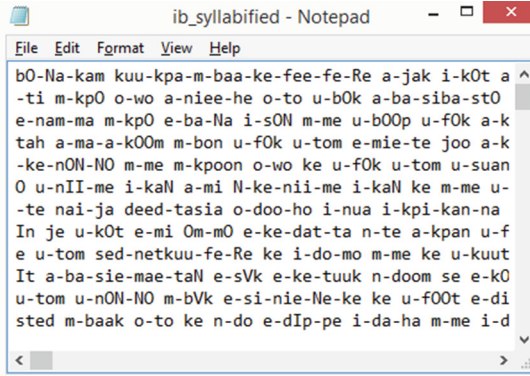 ib_syllabified - Notepad
File Edit Format View Help
bO-Na-kam kuu-kpa-m-baa-ke-fee-fe-Re a-jak i-kOt a
-ti m-kpO o-wo a-niee-he o-to u-bOk a-ba-siba-stO
e-nam-ma m-kpO e-ba-Na i-sON m-me u-bOOp u-fOk a-k
tah a-ma-a-kOOm m-bon u-fOk u-tom e-mie-te joo a-k
-ke-nON-NO m-me m-kpoon o-wo ke u-fOk u-tom u-suan
O u-nII-me i-kaN a-mi N-ke-nii-me i-kaN ke m-me u-
-te nai-ja deed-tasia o-doo-ho i-nua i-kpi-kan-na
In je u-kOt e-mi Om-mO e-ke-dat-ta n-te a-kpan u-f
e u-tom sed-netkuu-fe-Re ke i-do-mo m-me ke u-kuut
It a-ba-sie-mae-taN e-sVk e-ke-tuuk n-doom se e-kO
u-tom u-nON-NO m-bVk e-si-nie-Ne-ke ke u-fOOt e-di
sted m-baak o-to ke n-do e-dIp-pe i-da-ha m-me i-d